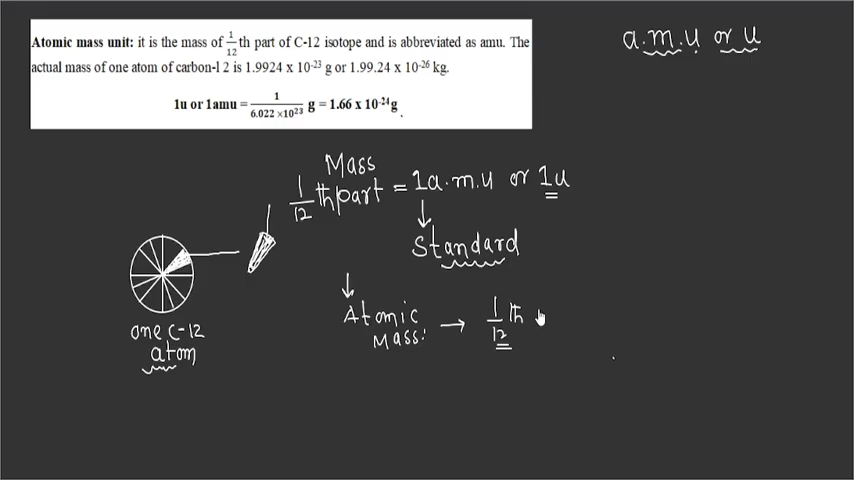 Atomic mass unit: it is the mass of 1/12 th part of C-12 isotope and is abbreviated as amu. The
actual mass of one atom of carbon-l 2 is 1.9924 x 10⁻²³ g or 1.99.24 x 10⁻²⁶ kg.
1u or 1amu = 1/6.022 ×10²³ g = 1.66 x 10⁻²⁴g .
a.m.u or u
Mass
1/12 th part = 1a.m.u or 1u
↓
Standard
↓
Atomic → 1/12 th
Mass:
one C-12
atom